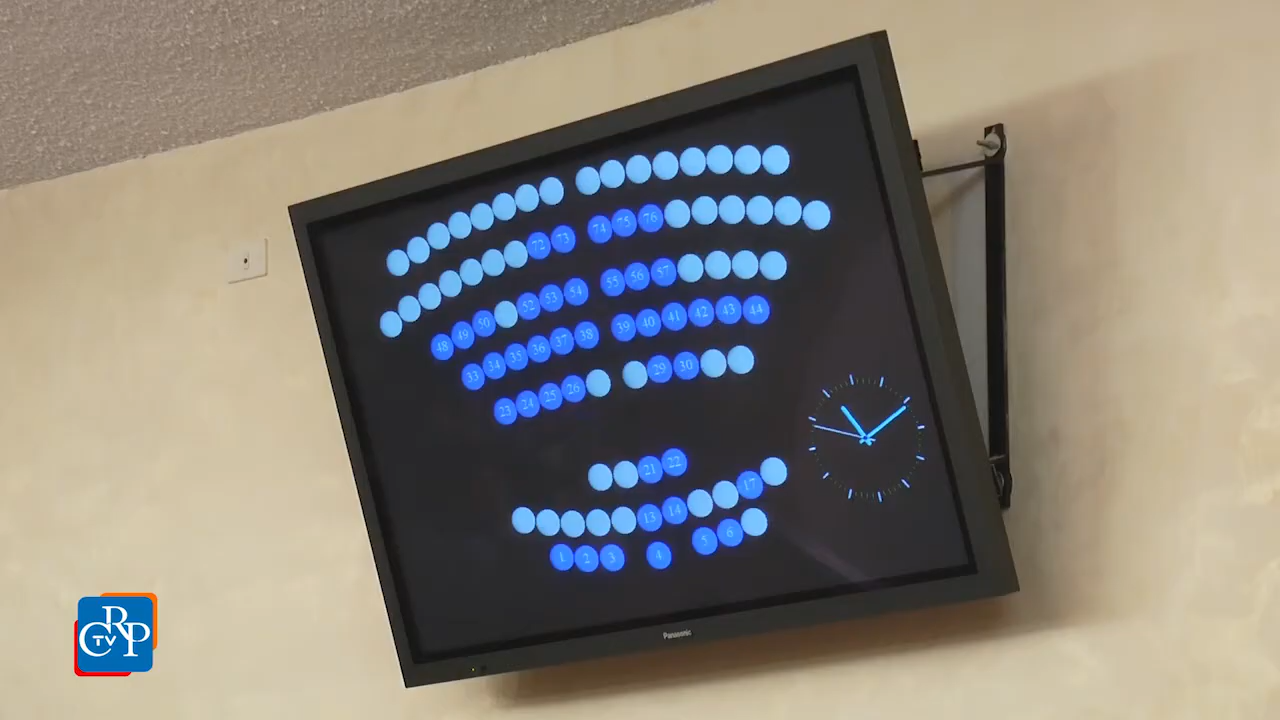 72 73 74 75 76
48 49 50 52 53 54 55 56 57
33 34 35 36 37 38 39 40 41 42 43 44
23 24 25 26 29 30
21 22
13 14 17
1 2 3 4 5 6
Panasonic
CRP
TV